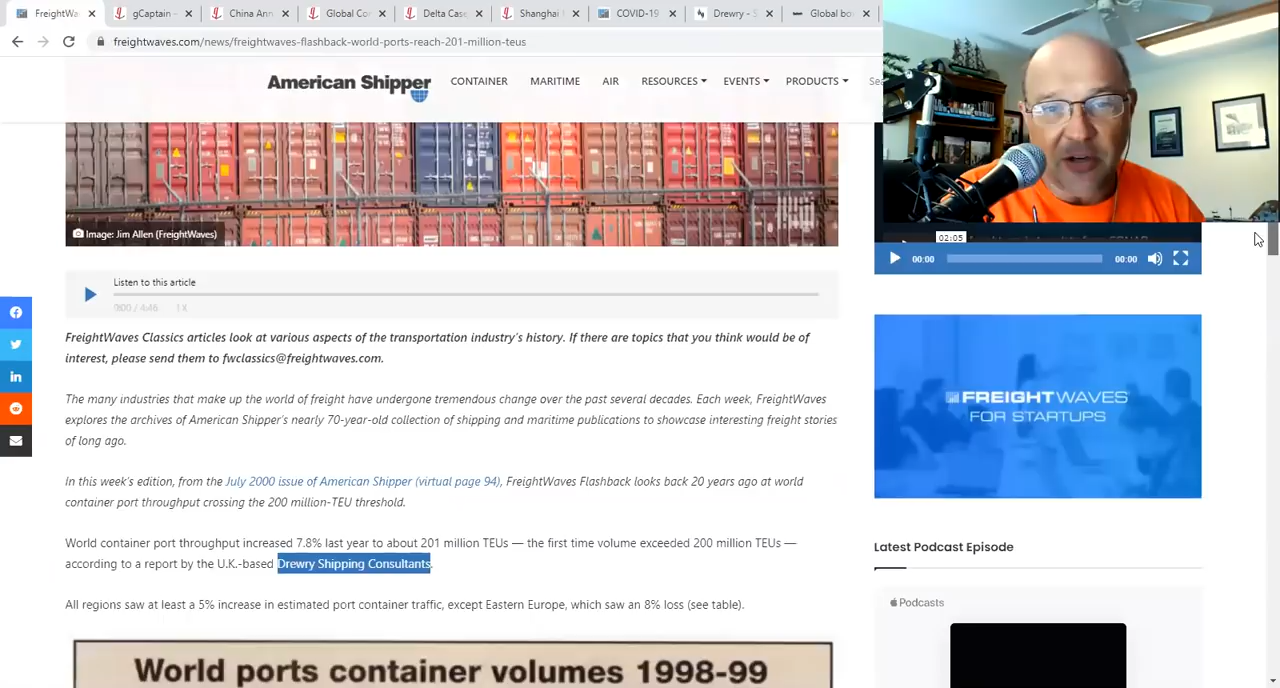 FreightWa
gCaptain -
China Ann
Global Co
Delta Cas
Shanghai
COVID-19
Drewry - S
Global bo
freightwaves.com/news/freightwaves-flashback-world-ports-reach-201-million-teus
American Shipper
CONTAINER MARITIME AIR RESOURCES EVENTS PRODUCTS Sea
Image: Jim Allen (FreightWaves)
02:05
00:00 00:00
Listen to this article
0:00 / 4:46 1X
FreightWaves Classics articles look at various aspects of the transportation industry's history. If there are topics that you think would be of
interest, please send them to fwclassics@freightwaves.com.
The many industries that make up the world of freight have undergone tremendous change over the past several decades. Each week, FreightWaves
explores the archives of American Shipper's nearly 70-year-old collection of shipping and maritime publications to showcase interesting freight stories
of long ago.
In this week's edition, from the July 2000 issue of American Shipper (virtual page 94), FreightWaves Flashback looks back 20 years ago at world
container port throughput crossing the 200 million-TEU threshold.
World container port throughput increased 7.8% last year to about 201 million TEUs — the first time volume exceeded 200 million TEUs —
according to a report by the U.K.-based Drewry Shipping Consultants.
All regions saw at least a 5% increase in estimated port container traffic, except Eastern Europe, which saw an 8% loss (see table).
World ports container volumes 1998-99
FREIGHTWAVES
FOR STARTUPS
Latest Podcast Episode
Podcasts